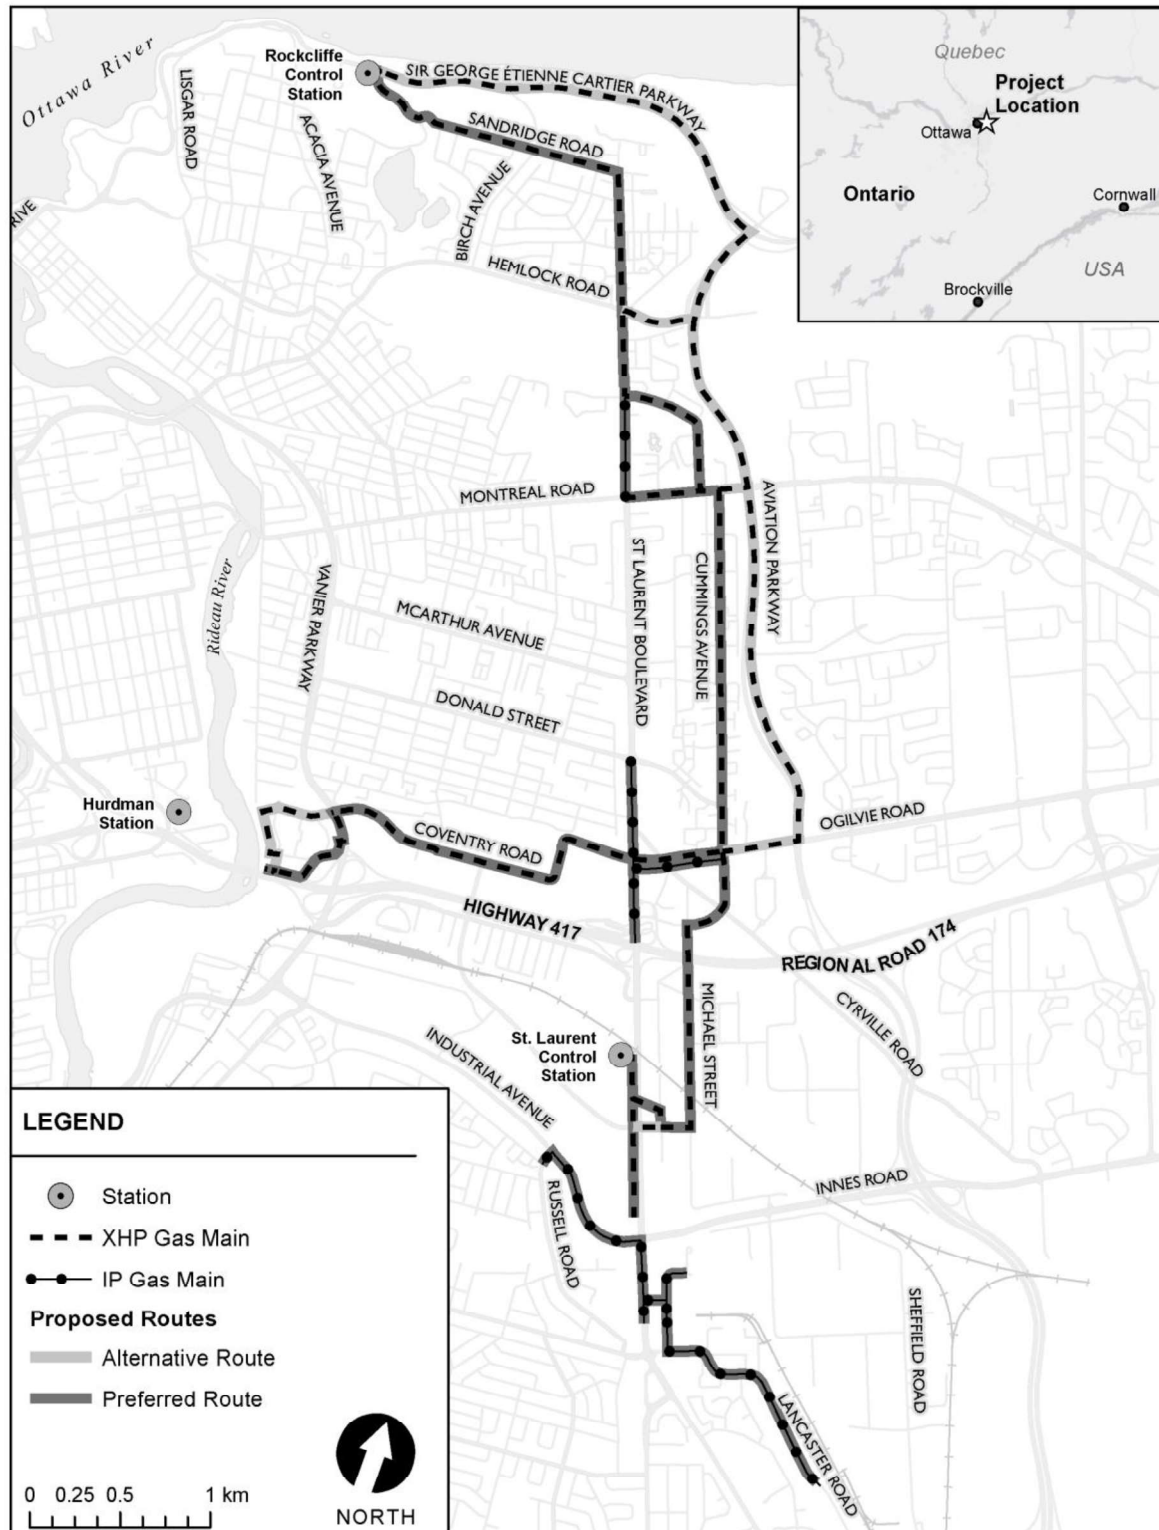 Ottawa River
Rockcliffe
Control
Station
SIR GEORGE ÉTIENNE CARTIER PARKWAY
LISGAR ROAD
ACACIA AVENUE
SANDRIDGE ROAD
BIRCH AVENUE
HEMLOCK ROAD
RIVE
Quebec
Project
Location
Ottawa
Ontario
Cornwall
USA
Brockville
MONTREAL ROAD
AVIATION PARKWAY
Rideau River
VANIER PARKWAY
MCARTHUR AVENUE
ST LAURENT BOULEVARD
CUMMINGS AVENUE
DONALD STREET
Hurdman
Station
COVENTRY ROAD
OGILVIE ROAD
HIGHWAY 417
REGIONAL ROAD 174
MICHAEL STREET
CYRVILLE ROAD
St. Laurent
Control
Station
INDUSTRIAL AVENUE
RUSSELL ROAD
INNES ROAD
SHEFFIELD ROAD
LANCASTER ROAD
LEGEND
Station
XHP Gas Main
IP Gas Main
Proposed Routes
Alternative Route
Preferred Route
0 0.25 0.5 1 km
NORTH